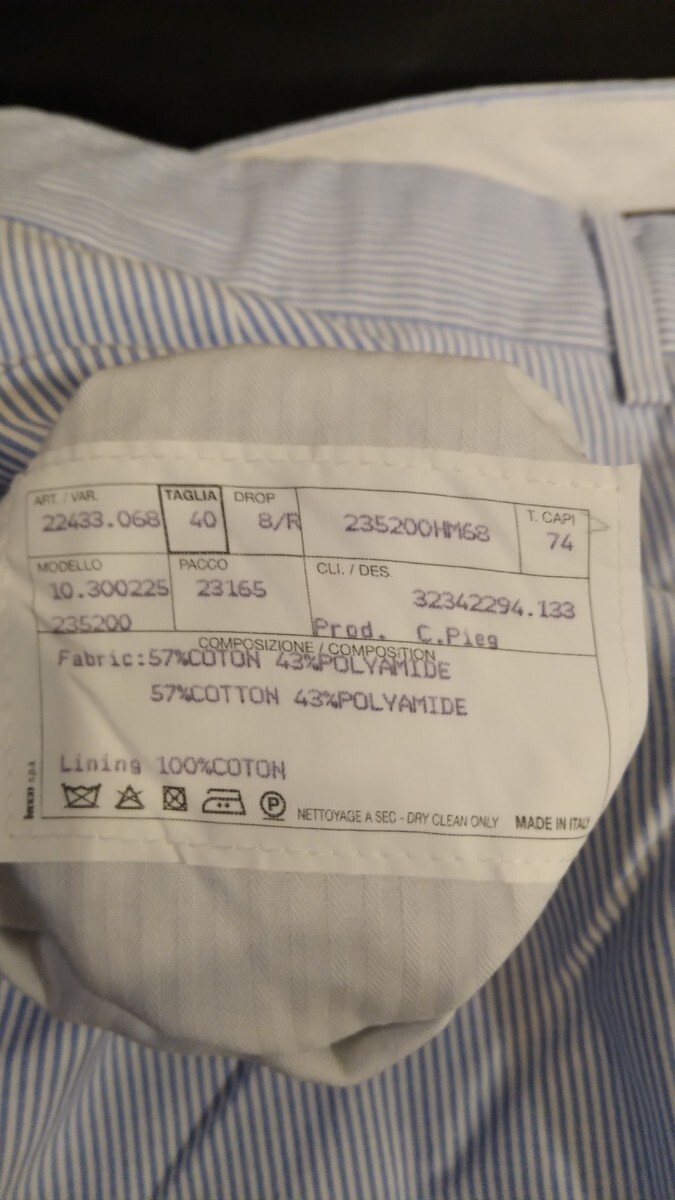 ART. / VAR. TAGLIA DROP T. CAPI
22433.068 40 8/R 235200HM68 74
MODELLO PACCO CLI. / DES.
10.300225 23165 32342294.133
235200 Prod. C.Pieg
COMPOSIZIONE / COMPOSITION
Fabric:57%COTON 43%POLYAMIDE
57%COTTON 43%POLYAMIDE
Lining 100%COTON
P NETTOYAGE A SEC - DRY CLEAN ONLY MADE IN ITALY
s.p.a.